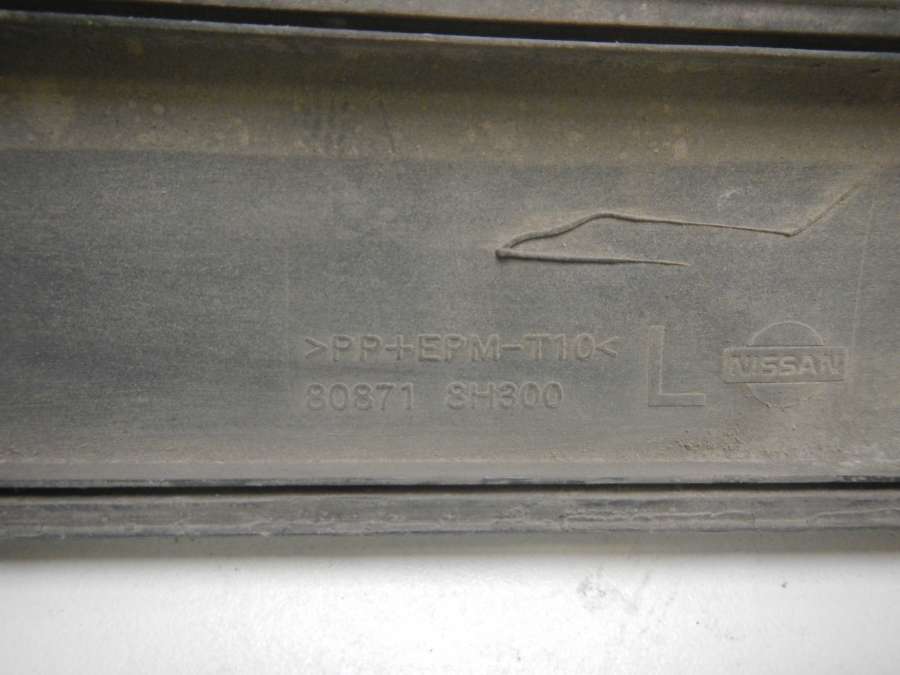 >PP+EPM-T10<
80871 8H300
L
NISSAN